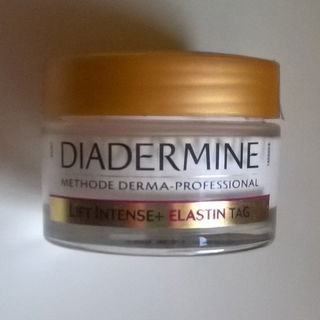 DIADERMINE
METHODE DERMA-PROFESSIONAL
LIFT INTENSE+ ELASTIN TAG